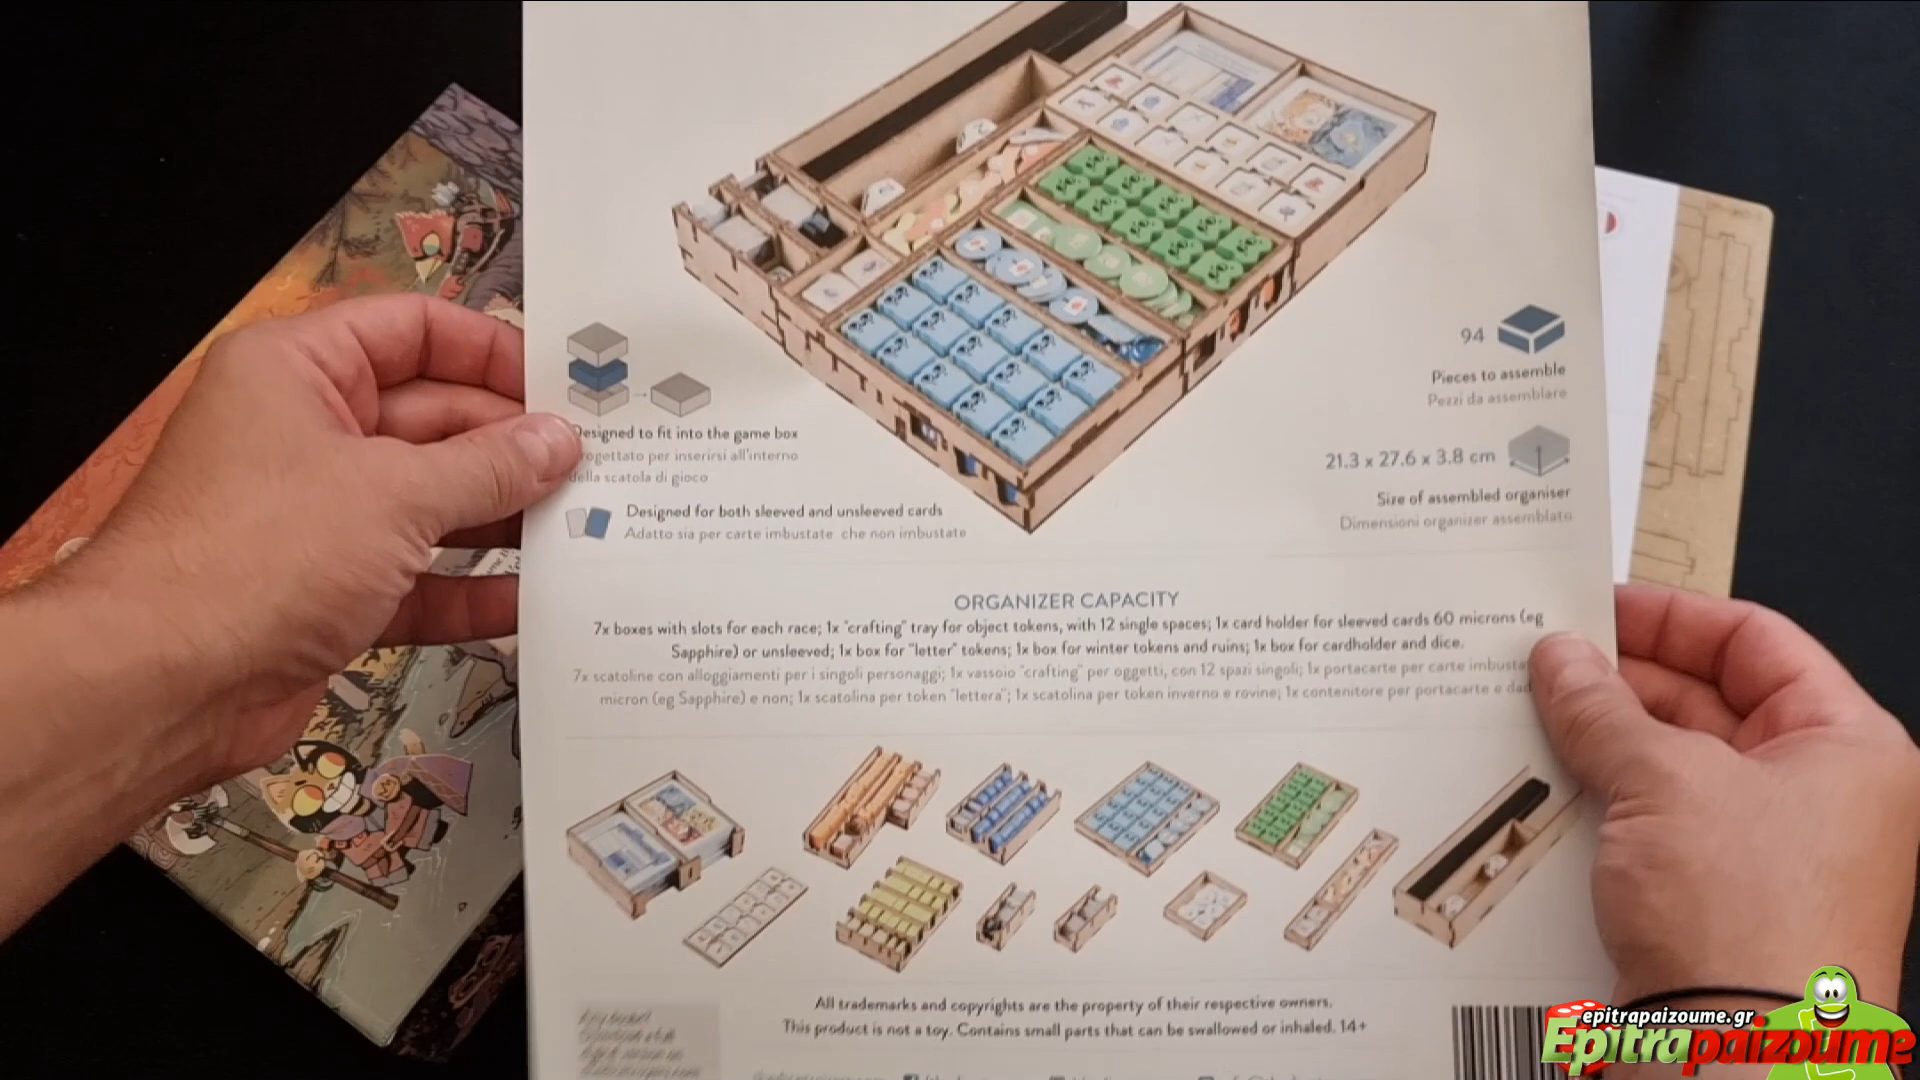 94
Pieces to assemble
Pezzi da assemblare
Designed to fit into the game box
rogettato per inserirsi all'interno
della scatola di gioco
21.3 x 27.6 x 3.8 cm
Size of assembled organiser
Dimensioni organizer assemblato
Designed for both sleeved and unsleeved cards
Adatto sia per carte imbustate che non imbustate
ORGANIZER CAPACITY
7x boxes with slots for each race; 1x "crafting" tray for object tokens, with 12 single spaces; 1x card holder for sleeved cards 60 microns (eg
Sapphire) or unsleeved; 1x box for "letter" tokens; 1x box for winter tokens and ruins; 1x box for cardholder and dice.
7x scatoline con alloggiamenti per i singoli personaggi; 1x vassoio "crafting" per oggetti, con 12 spazi singoli; 1x portacarte per carte imbusta
micron (eg Sapphire) e non; 1x scatolina per token "lettera"; 1x scatolina per token inverno e rovine; 1x contenitore per portacarte e dad
All trademarks and copyrights are the property of their respective owners.
This product is not a toy. Contains small parts that can be swallowed or inhaled. 14+
epitrapaizoume.gr
Epitrapaizoume